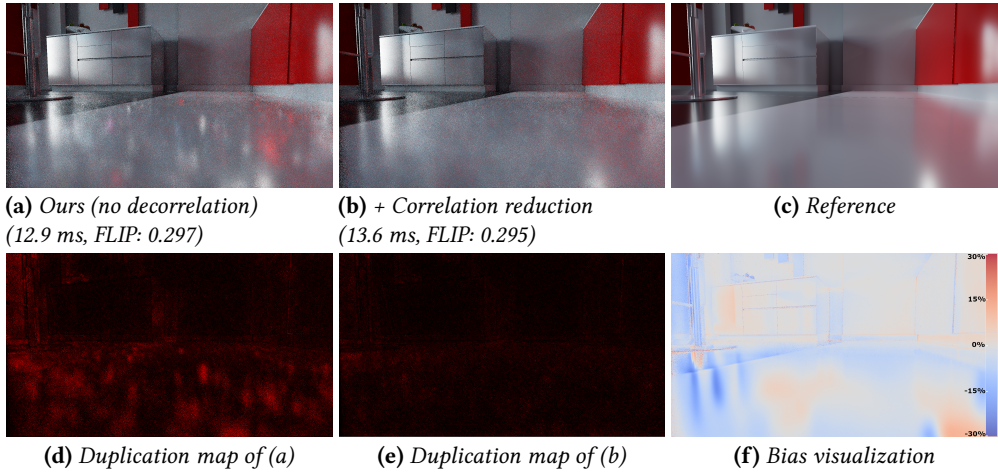 (a) Ours (no decorrelation)
(12.9 ms, FLIP: 0.297)
(b) + Correlation reduction
(13.6 ms, FLIP: 0.295)
(c) Reference
30%
15%
0%
-15%
-30%
(d) Duplication map of (a)
(e) Duplication map of (b)
(f) Bias visualization